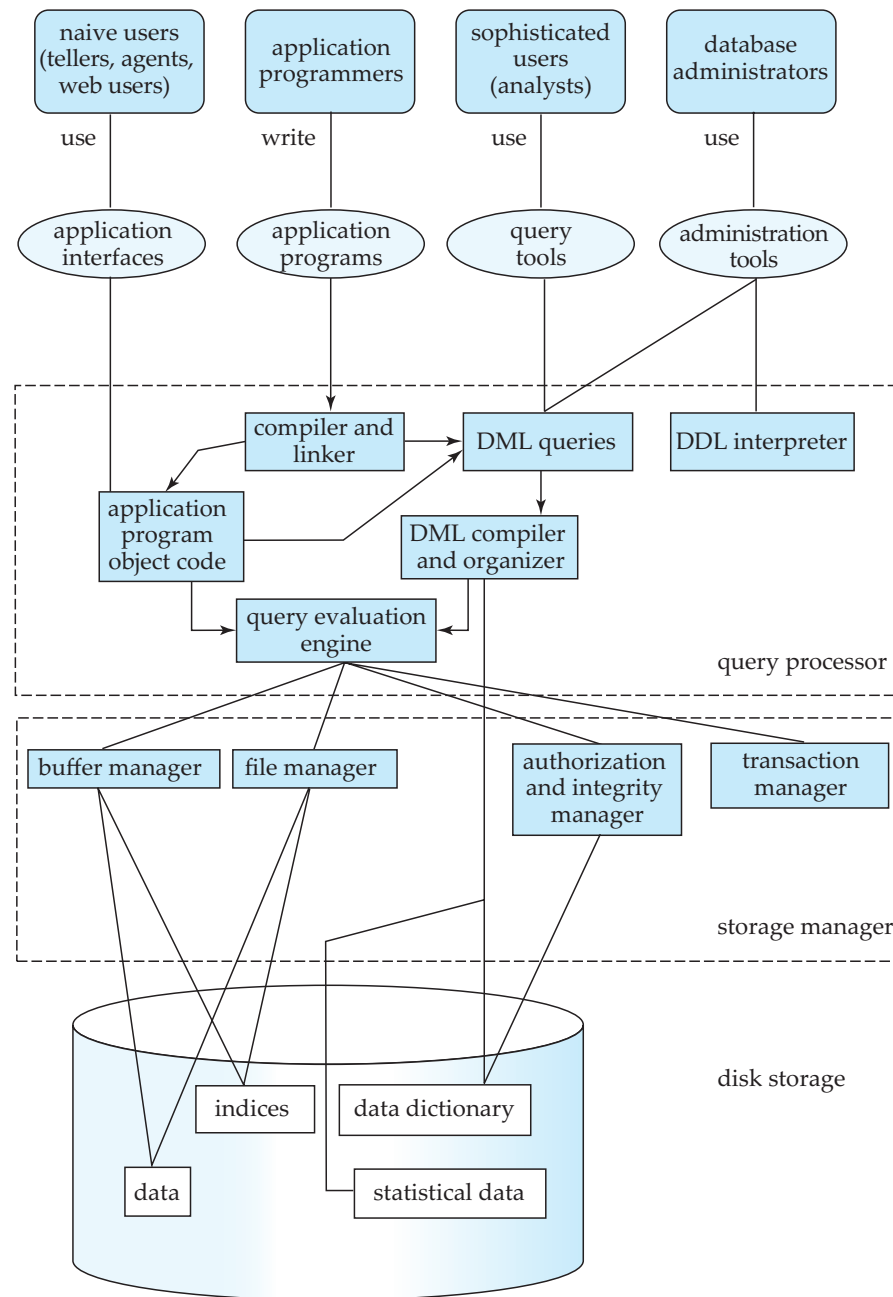 naive users
(tellers, agents,
web users)
application
programmers
sophisticated
users
(analysts)
database
administrators
use
write
use
use
application
interfaces
application
programs
query
tools
administration
tools
compiler and
linker
DML queries
DDL interpreter
application
program
object code
DML compiler
and organizer
query evaluation
engine
query processor
buffer manager
file manager
authorization
and integrity
manager
transaction
manager
storage manager
disk storage
indices
data dictionary
data
statistical data